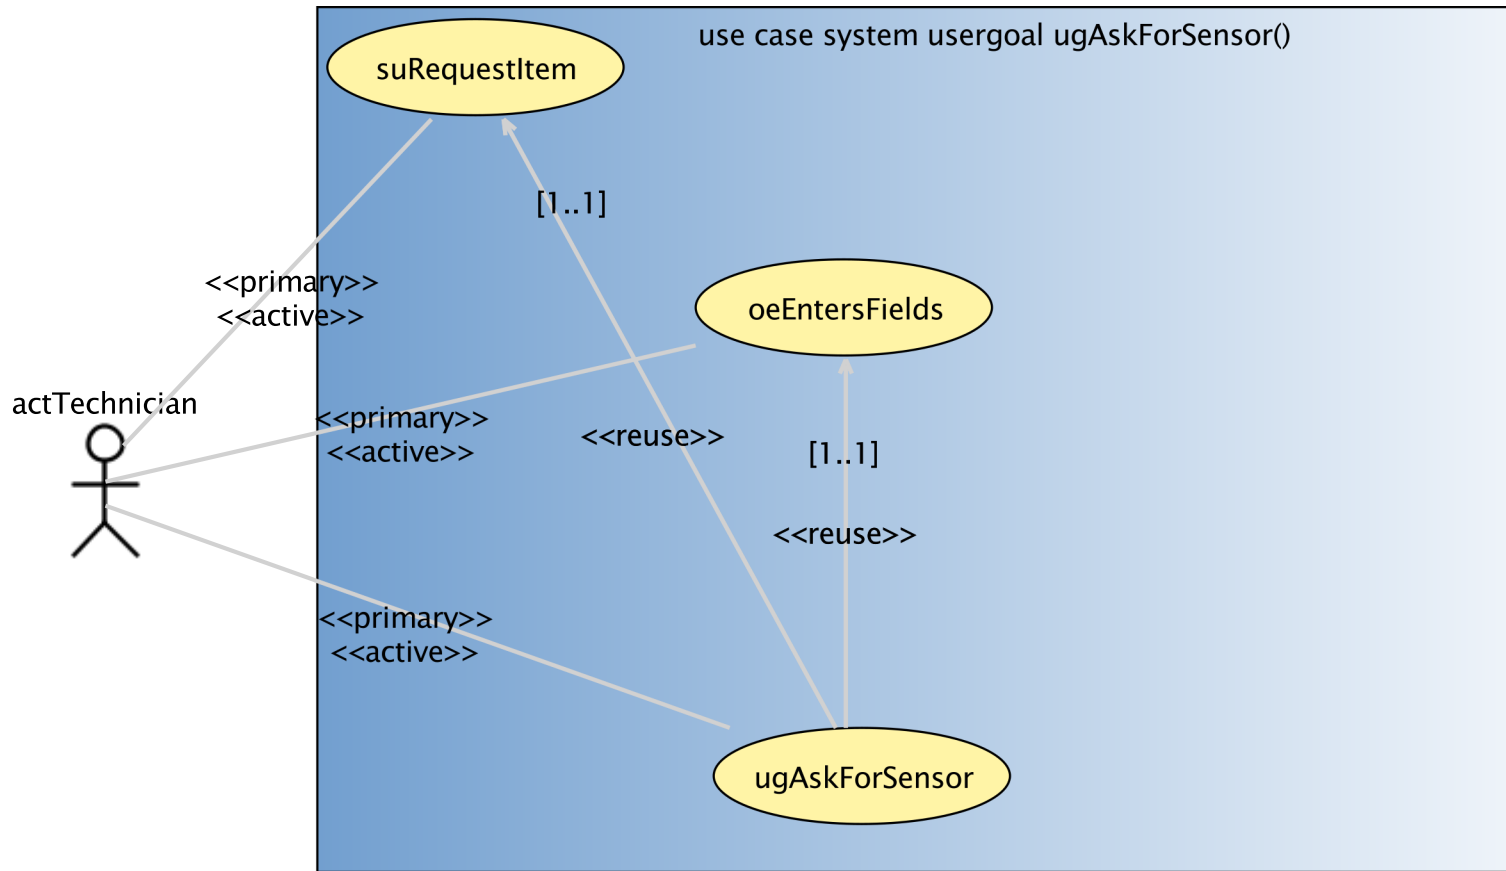 use case system usergoal ugAskForSensor()
suRequestItem
[1..1]
<<primary>>
<<active>>
oeEntersFields
actTechnician
<<primary>>
<<active>>
<<reuse>>
[1..1]
<<reuse>>
<<primary>>
<<active>>
ugAskForSensor